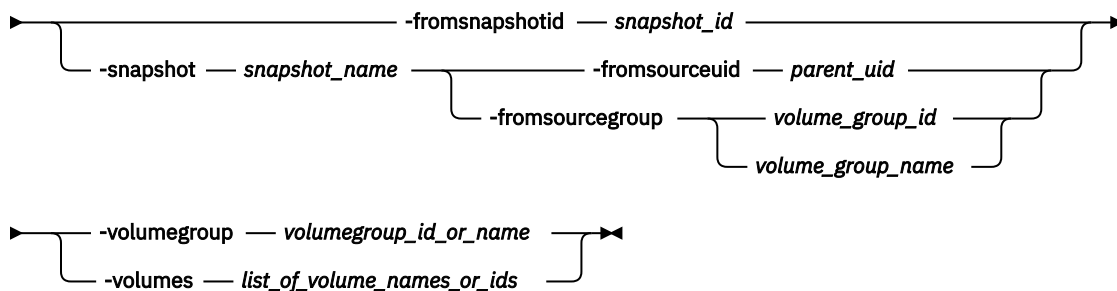 -fromsnapshotid snapshot_id
-snapshot snapshot_name -fromsourceuid parent_uid
-fromsourcegroup volume_group_id
volume_group_name
-volumegroup volumegroup_id_or_name
-volumes list_of_volume_names_or_ids